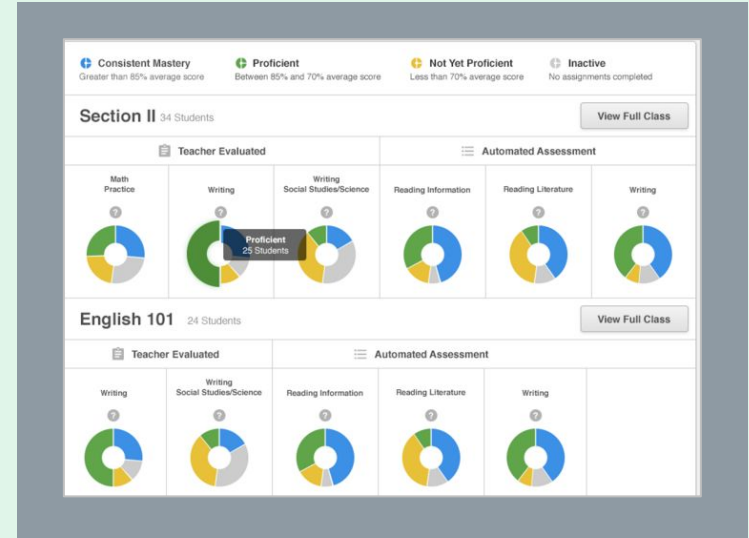 Consistent Mastery
Greater than 85% average score
Proficient
Between 85% and 70% average score
Not Yet Proficient
Less than 70% average score
Inactive
No assignments completed
Section II 34 Students
View Full Class
Teacher Evaluated
Automated Assessment
Math
Practice
Writing
Writing
Social Studies/Science
Reading Information
Reading Literature
Writing
?
?
?
?
?
?
Proficient
25 Students
English 101 24 Students
View Full Class
Teacher Evaluated
Automated Assessment
Writing
Writing
Social Studies/Science
Reading Information
Reading Literature
Writing
?
?
?
?
?